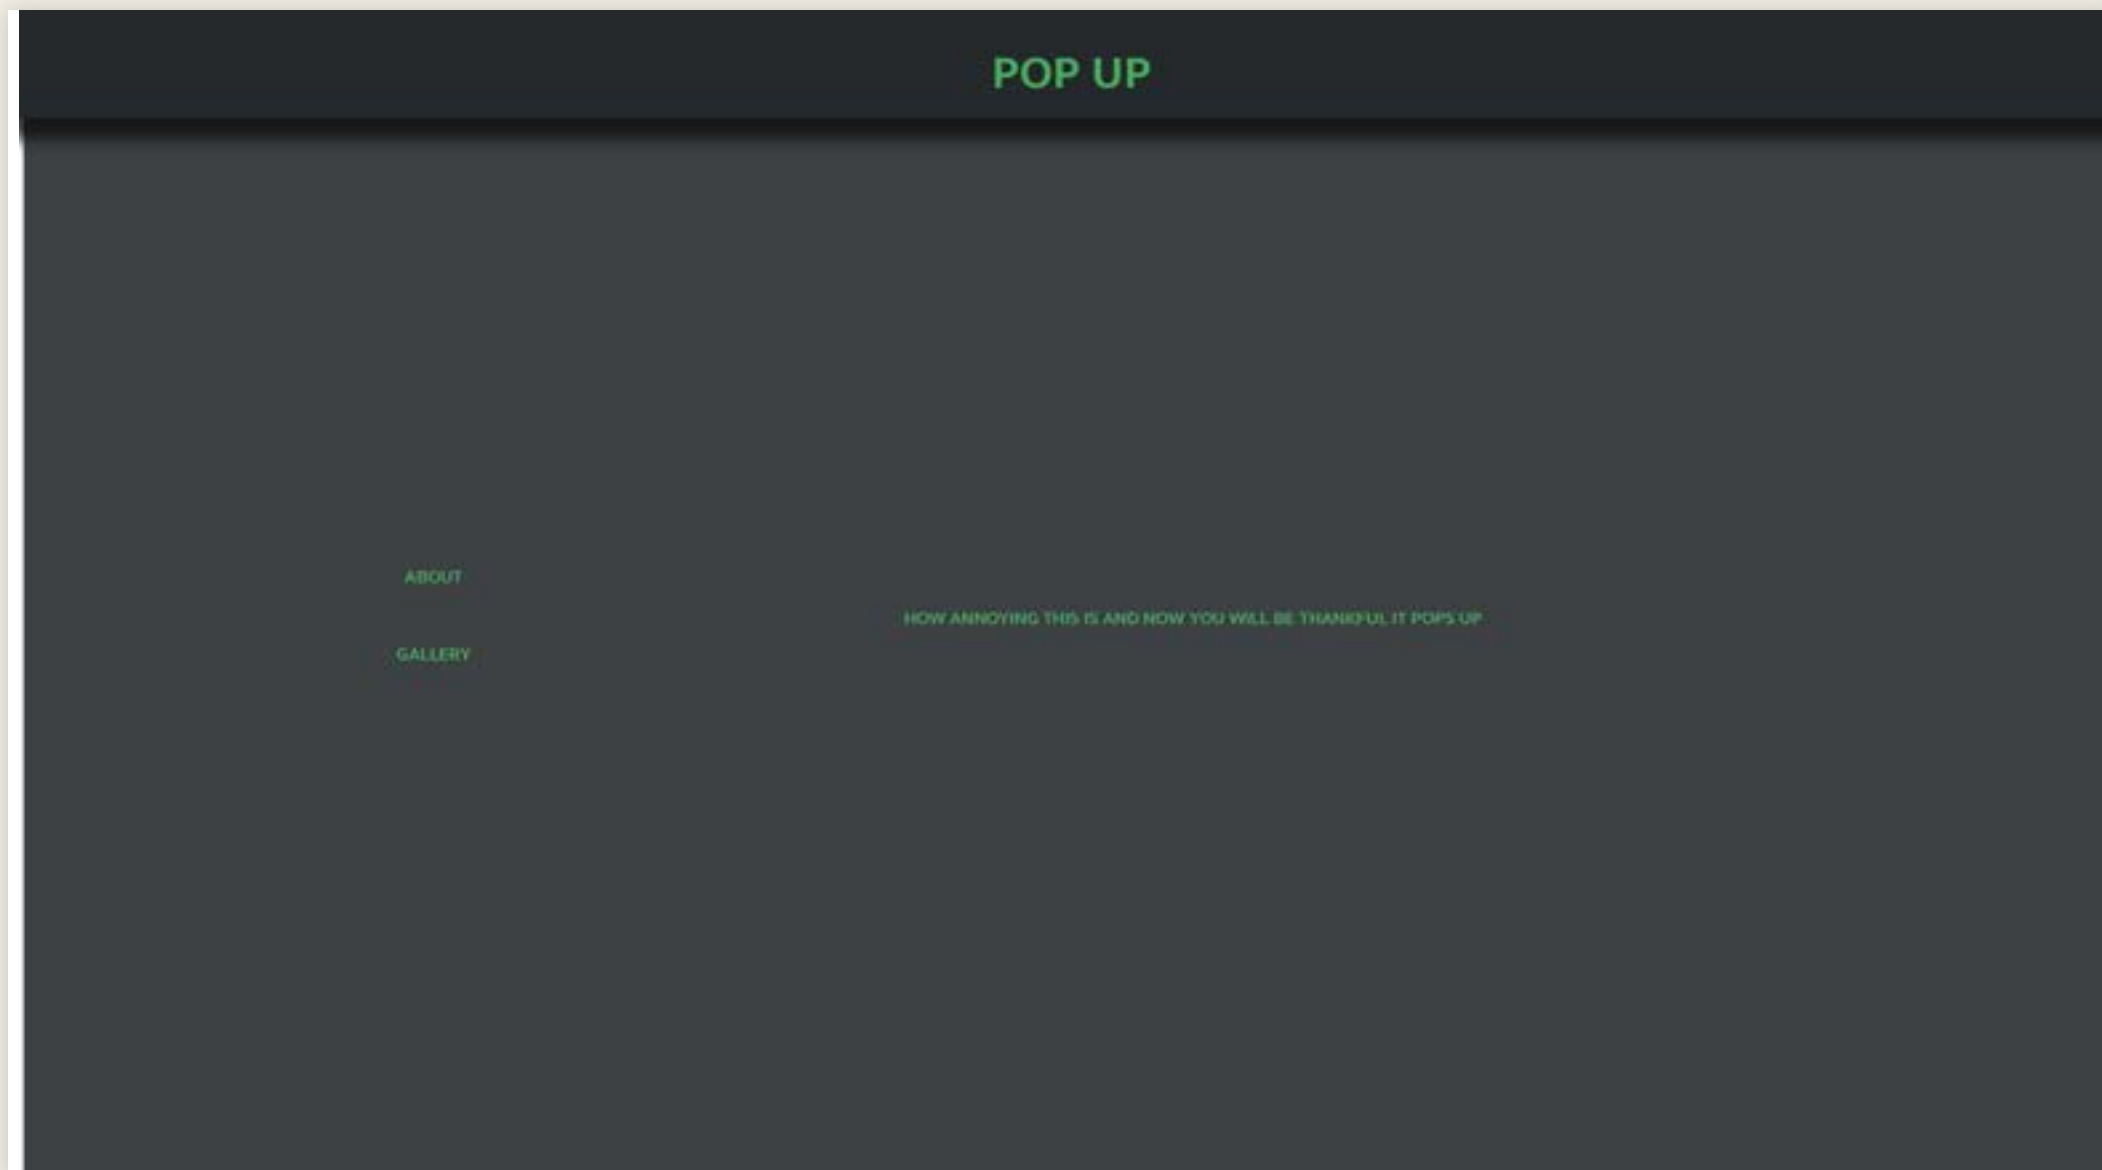 POP UP
ABOUT
HOW ANNOYING THIS IS AND NOW YOU WILL BE THANKFUL IT POPS UP
GALLERY